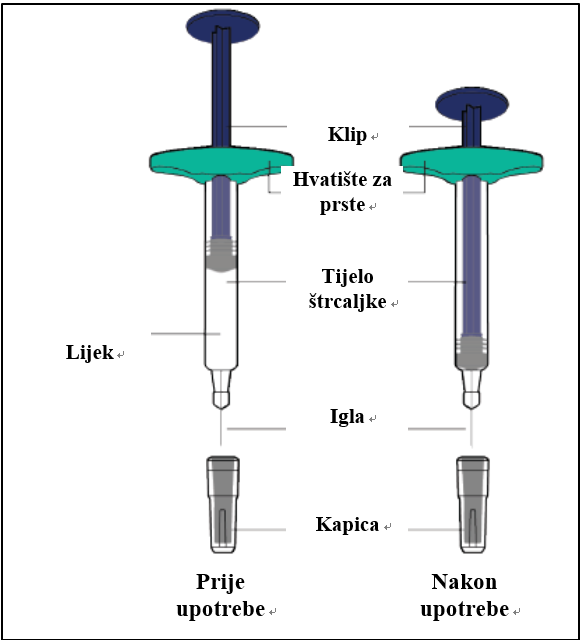 Klip
Hvatište za
prste
Tijelo
štrcaljke
Lijek
Igla
Kapica
Prije
upotrebe
Nakon
upotrebe